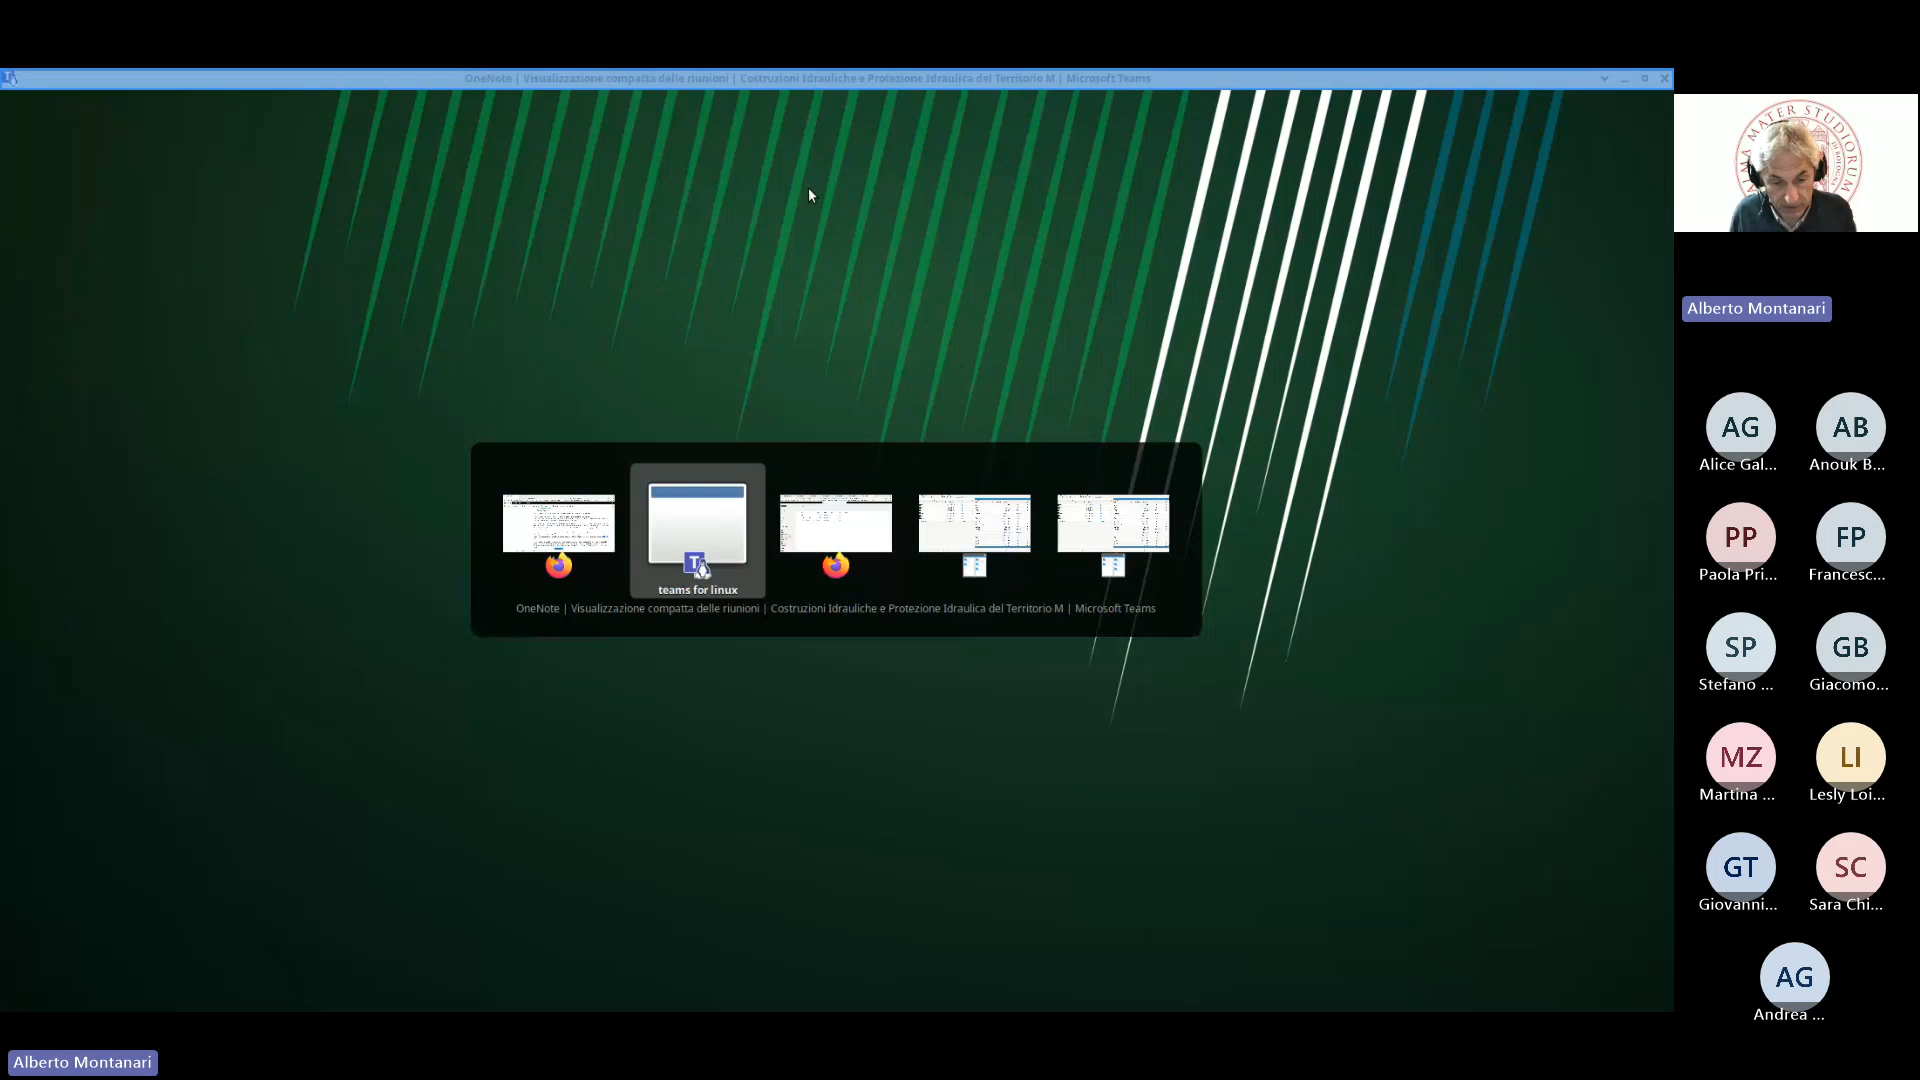 OneNote | Visualizzazione compatta delle riunioni | Costruzioni Idrauliche e Protezione Idraulica del Territorio M | Microsoft Teams
ALMA MATER STUDIORUM
Alberto Montanari
AG
Alice Gal...
AB
Anouk B...
PP
Paola Pri...
FP
Francesc...
SP
Stefano ...
GB
Giacomo...
MZ
Martina ...
LI
Lesly Loi...
GT
Giovanni...
SC
Sara Chi...
AG
Andrea ...
teams for linux
OneNote | Visualizzazione compatta delle riunioni | Costruzioni Idrauliche e Protezione Idraulica del Territorio M | Microsoft Teams
Alberto Montanari